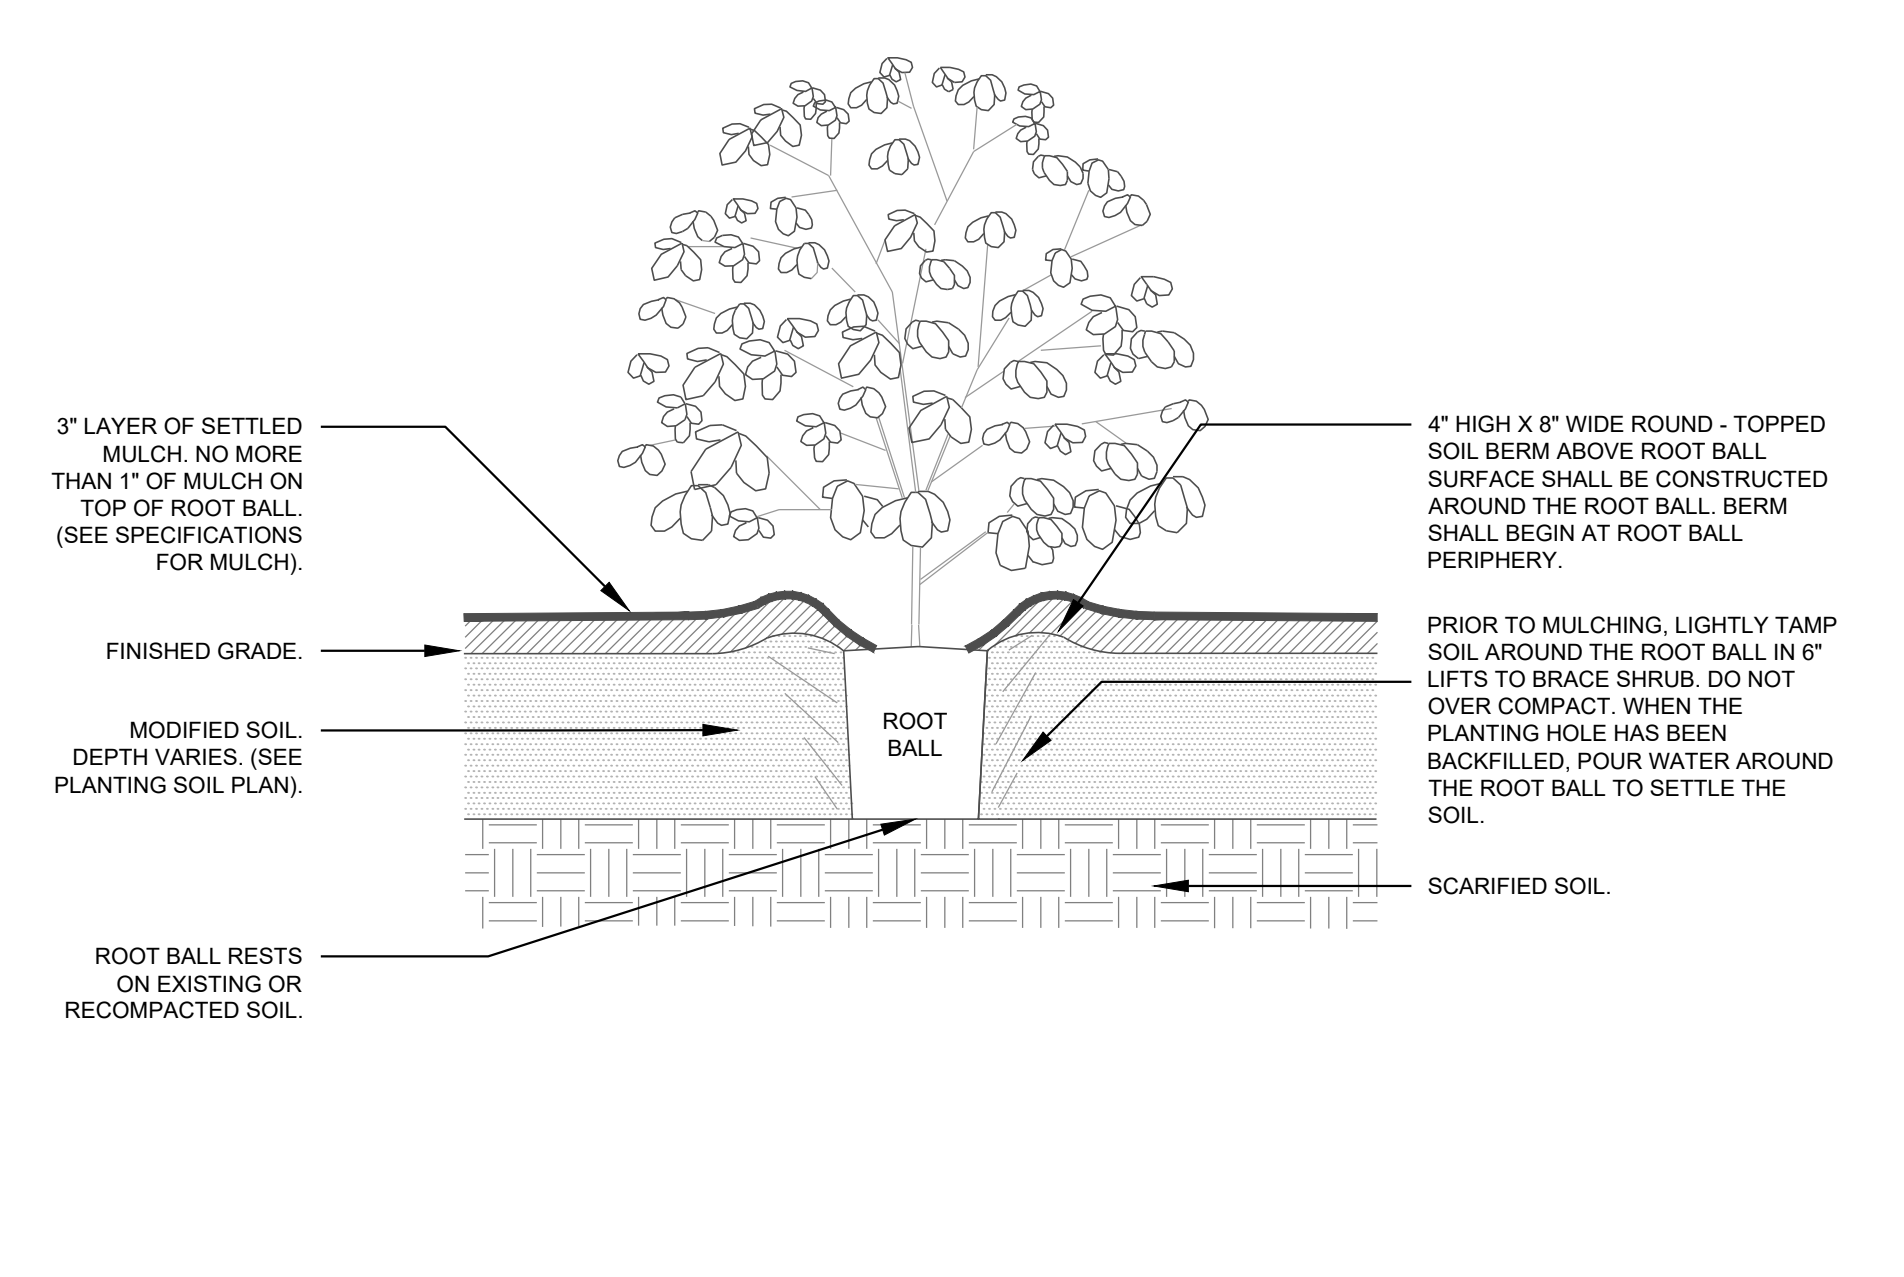 3" LAYER OF SETTLED
MULCH. NO MORE
THAN 1" OF MULCH ON
TOP OF ROOT BALL.
(SEE SPECIFICATIONS
FOR MULCH).
FINISHED GRADE.
MODIFIED SOIL.
DEPTH VARIES. (SEE
PLANTING SOIL PLAN).
ROOT BALL RESTS
ON EXISTING OR
RECOMPACTED SOIL.
ROOT
BALL
4" HIGH X 8" WIDE ROUND - TOPPED
SOIL BERM ABOVE ROOT BALL
SURFACE SHALL BE CONSTRUCTED
AROUND THE ROOT BALL. BERM
SHALL BEGIN AT ROOT BALL
PERIPHERY.
PRIOR TO MULCHING, LIGHTLY TAMP
SOIL AROUND THE ROOT BALL IN 6"
LIFTS TO BRACE SHRUB. DO NOT
OVER COMPACT. WHEN THE
PLANTING HOLE HAS BEEN
BACKFILLED, POUR WATER AROUND
THE ROOT BALL TO SETTLE THE
SOIL.
SCARIFIED SOIL.